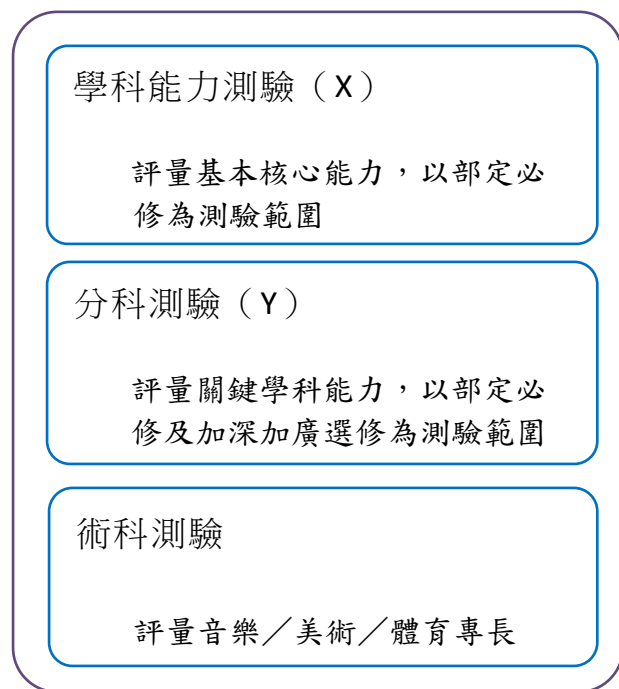 學科能力測驗（X）
評量基本核心能力，以部定必
修為測驗範圍
分科測驗（Y）
評量關鍵學科能力，以部定必
修及加深加廣選修為測驗範圍
術科測驗
評量音樂／美術／體育專長